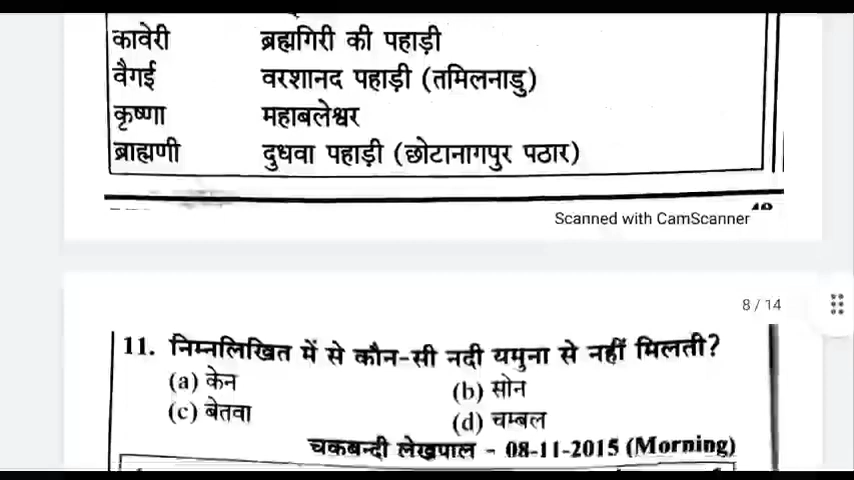 कावेरी ब्रह्मगिरी की पहाड़ी
वैगई वरशानद पहाड़ी (तमिलनाडु)
कृष्णा महाबलेश्वर
ब्राह्मणी दुधवा पहाड़ी (छोटानागपुर पठार)
Scanned with CamScanner
8 / 14
11. निम्नलिखित में से कौन-सी नदी यमुना से नहीं मिलती?
(a) केन (b) सोन
(c) बेतवा (d) चम्बल
चकबन्दी लेखपाल - 08-11-2015 (Morning)